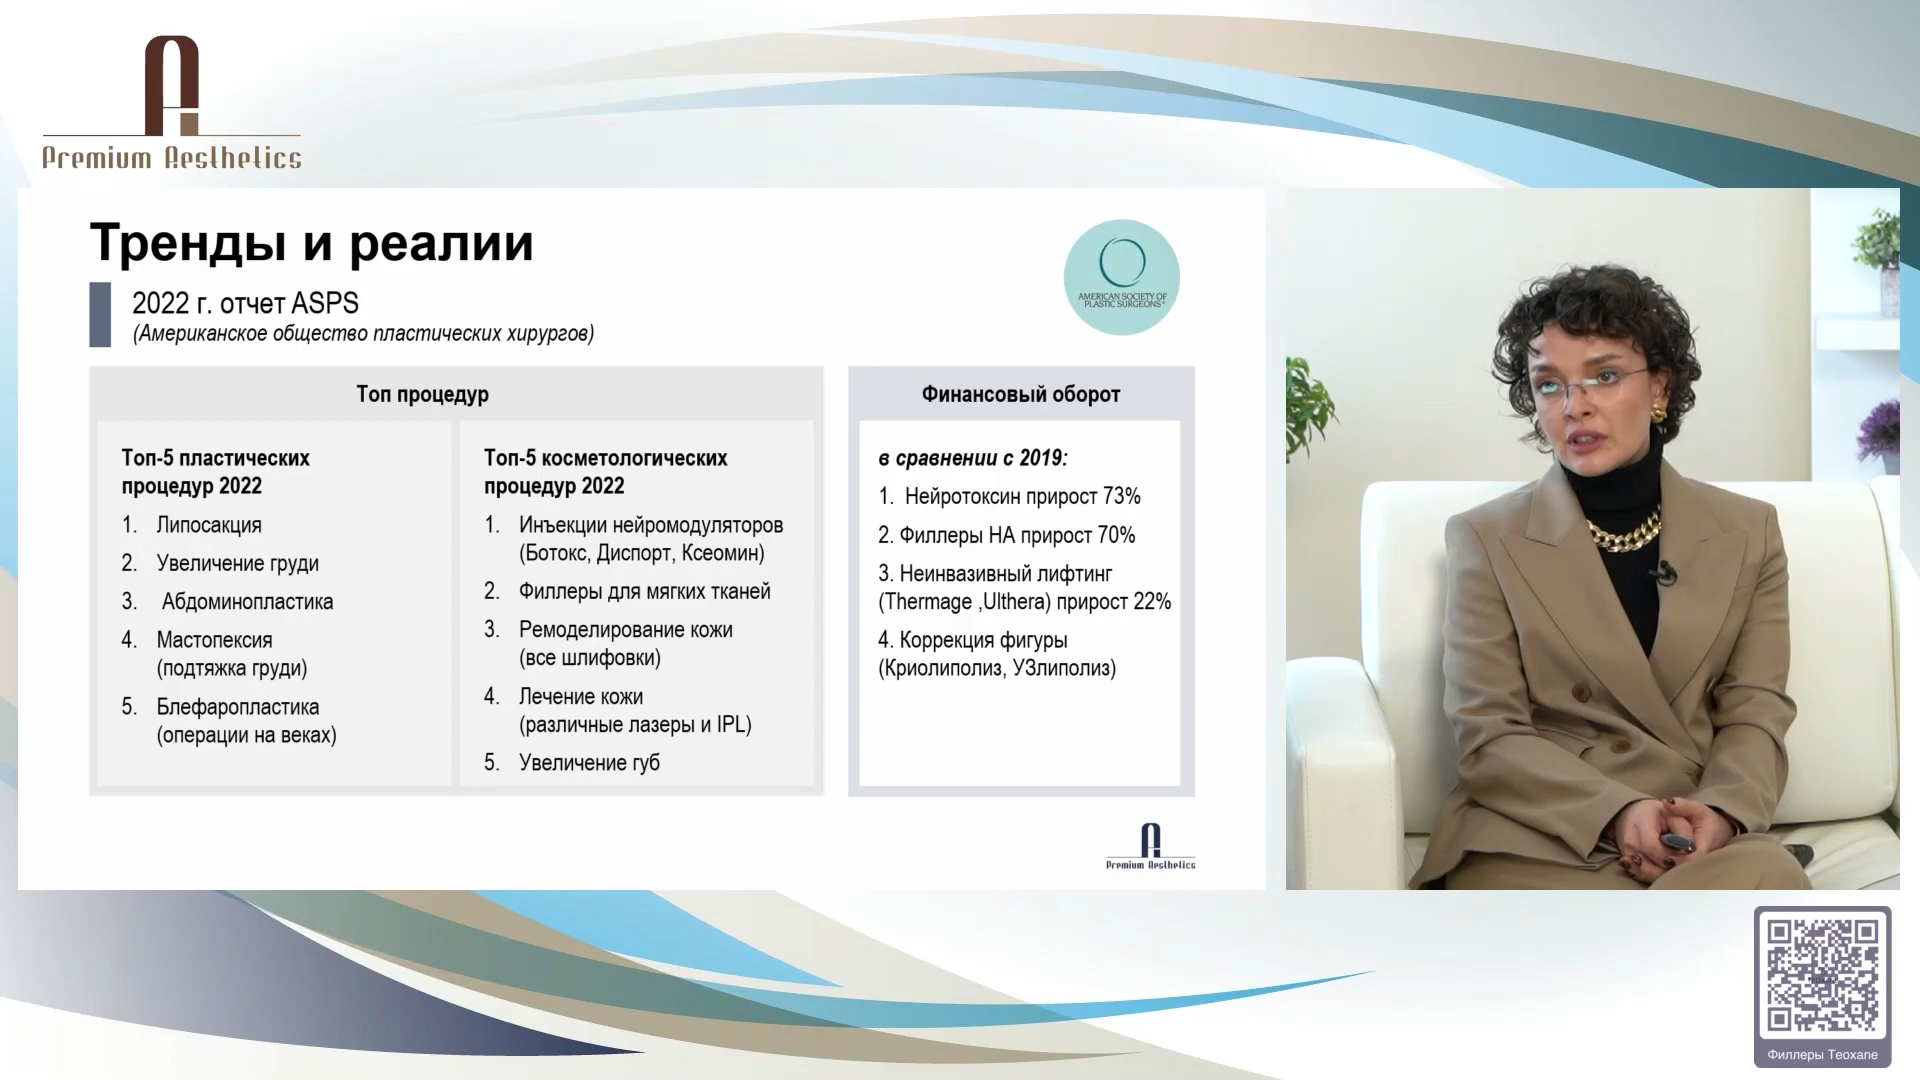 Premium Aesthetics
Тренды и реалии
2022 г. отчет ASPS
(Американское общество пластических хирургов)
AMERICAN SOCIETY OF
PLASTIC SURGEONS®
Топ процедур
Топ-5 пластических
процедур 2022
1. Липосакция
2. Увеличение груди
3. Абдоминопластика
4. Мастопексия
(подтяжка груди)
5. Блефаропластика
(операции на веках)
Топ-5 косметологических
процедур 2022
1. Инъекции нейромодуляторов
(Ботокс, Диспорт, Ксеомин)
2. Филлеры для мягких тканей
3. Ремоделирование кожи
(все шлифовки)
4. Лечение кожи
(различные лазеры и IPL)
5. Увеличение губ
Финансовый оборот
в сравнении с 2019:
1. Нейротоксин прирост 73%
2. Филлеры НА прирост 70%
3. Неинвазивный лифтинг
(Thermage ,Ulthera) прирост 22%
4. Коррекция фигуры
(Криолиполиз, УЗлиполиз)
Premium Aesthetics
Филлеры Teoxane